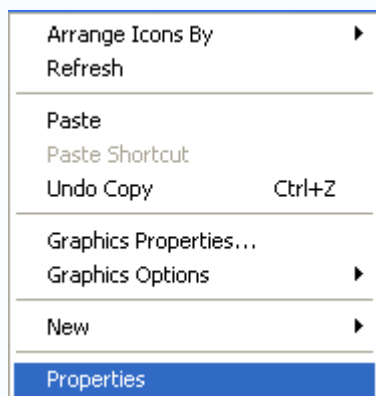 Arrange Icons By
Refresh
Paste
Paste Shortcut
Undo Copy Ctrl+Z
Graphics Properties...
Graphics Options
New
Properties